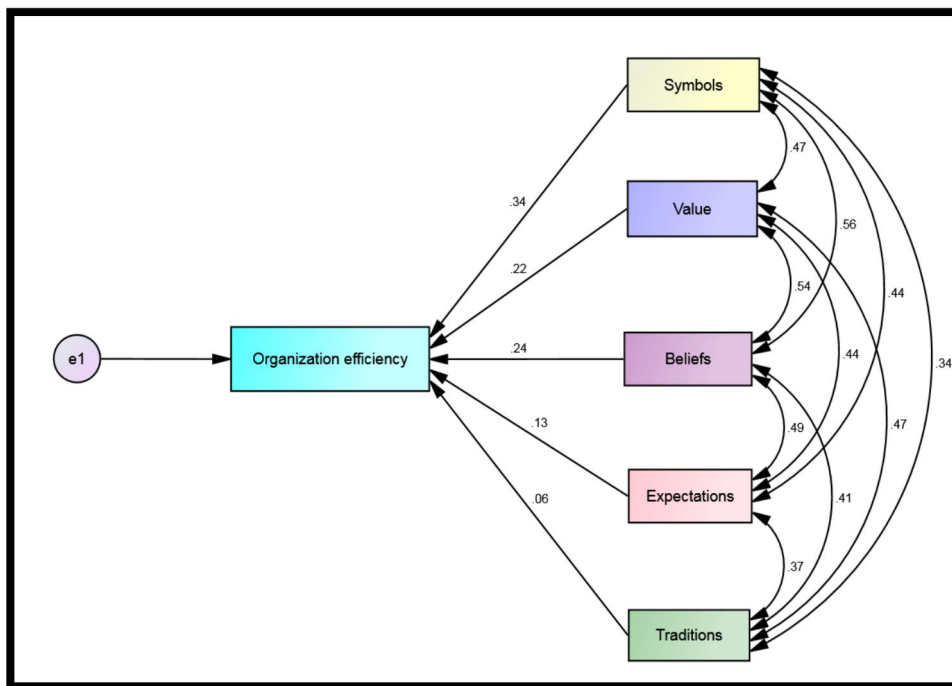 Symbols
.47
.34
Value
.56
.22
.54
.44
e1
Organization efficiency
.24
Beliefs
.44
.34
.13
.49
.47
Expectations
.06
.41
.37
Traditions